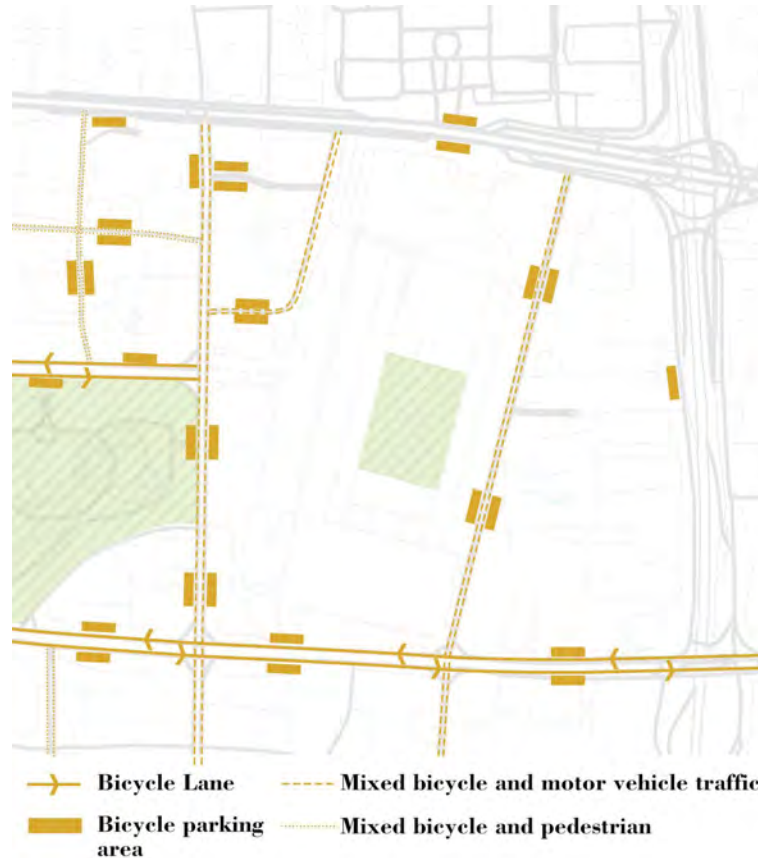 Bicycle Lane
Mixed bicycle and motor vehicle traffic
Bicycle parking
area
Mixed bicycle and pedestrian